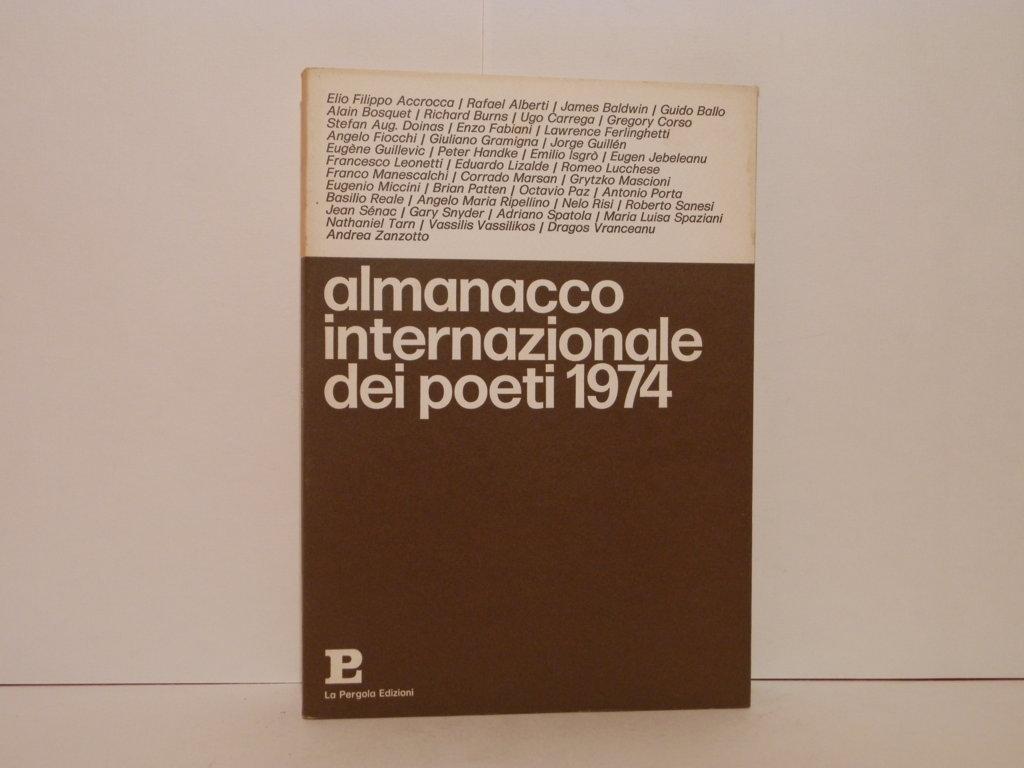 Elio Filippo Accrocca | Rafael Alberti | James Baldwin | Guido Ballo
Alain Bosquet | Richard Burns | Ugo Carrega | Gregory Corso
Stefan Aug. Doinas | Enzo Fabiani | Lawrence Ferlinghetti
Angelo Fiocchi | Giuliano Gramigna | Jorge Guillén
Eugène Guillevic | Peter Handke | Emilio Isgrò | Eugen Jebeleanu
Francesco Leonetti | Eduardo Lizalde | Romeo Lucchese
Franco Manescalchi | Corrado Marsan | Grytzko Mascioni
Eugenio Miccini | Brian Patten | Octavio Paz | Antonio Porta
Basilio Reale | Angelo Maria Ripellino | Nelo Risi | Roberto Sanesi
Jean Sénac | Gary Snyder | Adriano Spatola | Maria Luisa Spaziani
Nathaniel Tarn | Vassilis Vassilikos | Dragos Vranceanu
Andrea Zanzotto
almanacco
internazionale
dei poeti 1974
PL
La Pergola Edizioni